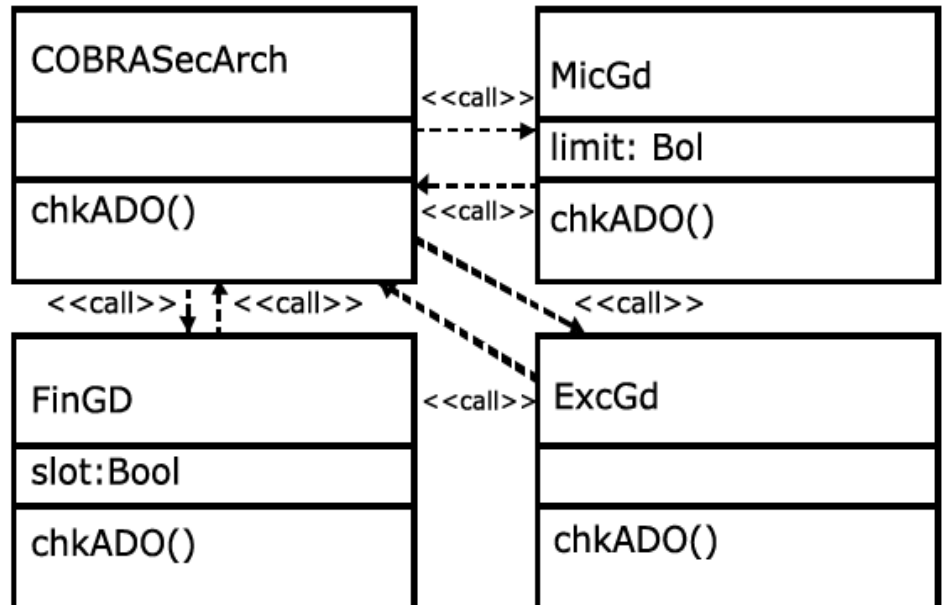 COBRASecArch
<<call>>
MicGd
limit: Bol
chkADO()
<<call>>
chkADO()
<<call>>
<<call>>
<<call>>
FinGD
<<call>>
ExcGd
slot:Bool
chkADO()
chkADO()